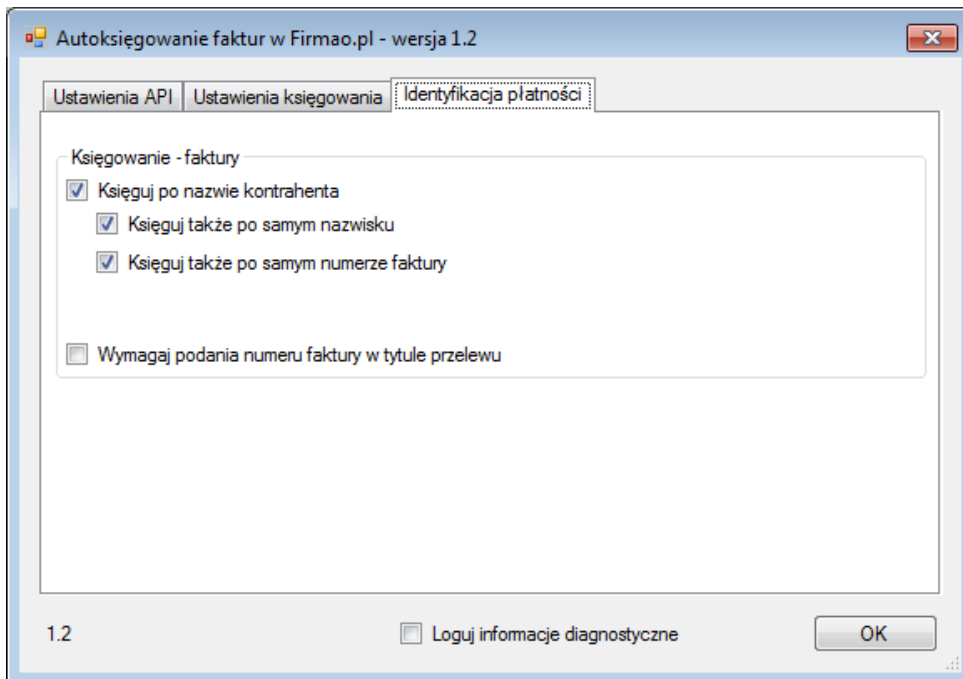 Autoksięgowanie faktur w Firmao.pl - wersja 1.2
Ustawienia API
Ustawienia księgowania
Identyfikacja płatności
Księgowanie - faktury
Księguj po nazwie kontrahenta
Księguj także po samym nazwisku
Księguj także po samym numerze faktury
Wymagaj podania numeru faktury w tytule przelewu
1.2
Loguj informacje diagnostyczne
OK